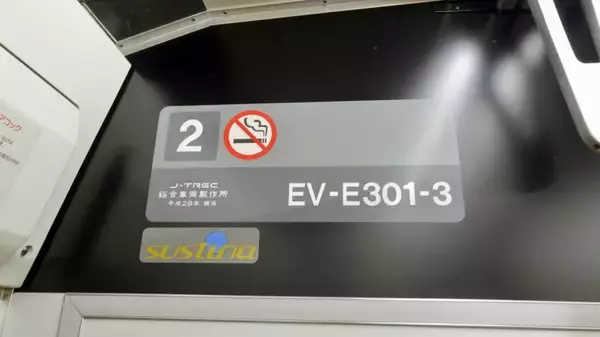 2
J-TREC
総合車両製作所
平成29年 横浜
EV-E301-3
sustina